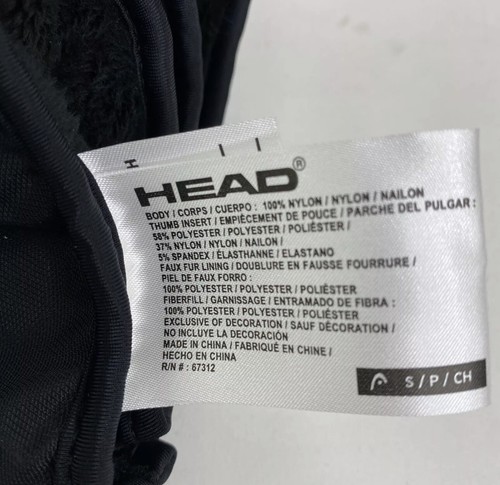 HEAD®
BODY / CORPS / CUERPO : 100% NYLON / NYLON / NAILON
THUMB INSERT / EMPIÈCEMENT DE POUCE / PARCHE DEL PULGAR :
58% POLYESTER / POLYESTER / POLIÉSTER /
37% NYLON / NYLON / NAILON /
5% SPANDEX / ÉLASTHANNE / ELASTANO
FAUX FUR LINING / DOUBLURE EN FAUSSE FOURRURE /
PIEL DE FAUX FORRO :
100% POLYESTER / POLYESTER / POLIÉSTER
FIBERFILL / GARNISSAGE / ENTRAMADO DE FIBRA :
100% POLYESTER / POLYESTER / POLIÉSTER
EXCLUSIVE OF DECORATION / SAUF DÉCORATION /
NO INCLUYE LA DECORACIÓN
MADE IN CHINA / FABRIQUÉ EN CHINE /
HECHO EN CHINA
R/N # : 67312
S / P / CH